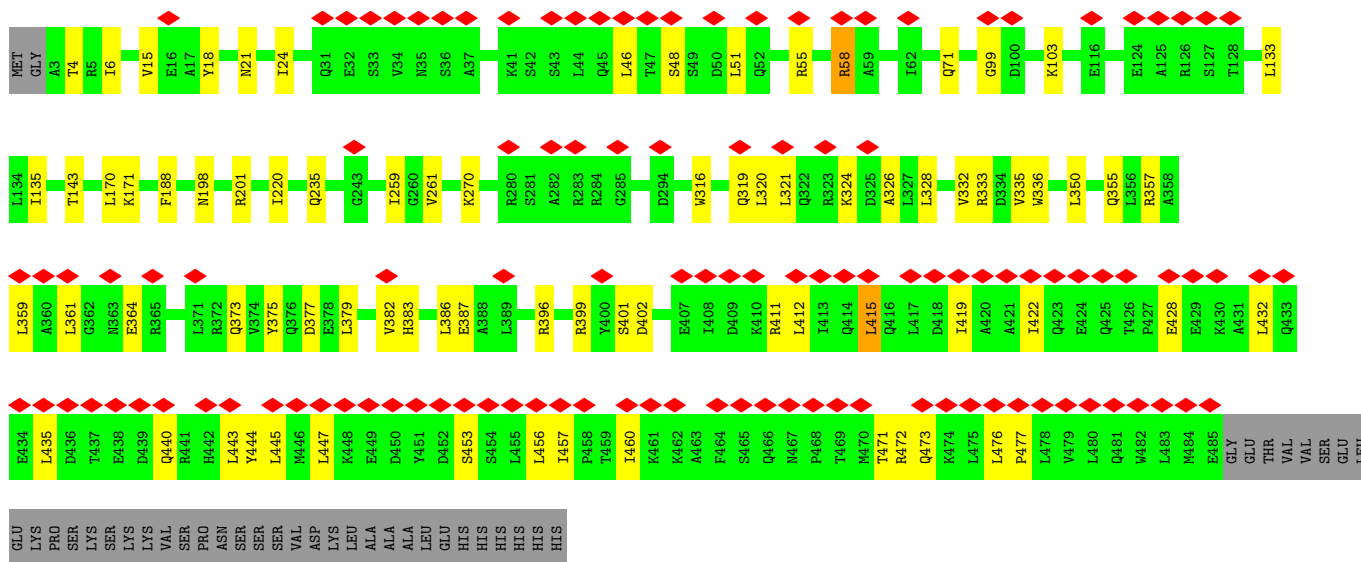 MET GLY A3 T4 R5 I6 V15 E16 A17 Y18 N21 I24 Q31 E32 S33 V34 N35 S36 A37 K41 S42 S43 L44 Q45 L46 T47 S48 S49 D50 L51 Q52 R55 R58 A59 I62 Q71 G99 D100 K103 E116 E124 A125 R126 S127 T128 L133
L134 I135 T143 L170 K171 F188 N198 R201 I220 Q235 G243 I259 G260 V261 K270 R280 S281 A282 R283 R284 G285 D294 W316 Q319 L320 L321 Q322 R323 K324 D325 A326 L327 L328 V332 R333 D334 V335 W336 L350 Q355 L356 R357 A358
L359 A360 L361 G362 N363 E364 R365 L371 R372 Q373 V374 Y375 Q376 D377 E378 L379 V382 H383 L386 E387 A388 L389 R396 R399 Y400 S401 D402 E407 I408 D409 K410 R411 L412 I413 Q414 L415 Q416 L417 D418 I419 A420 A421 I422 Q423 E424 Q425 T426 P427 E428 E429 K430 A431 L432 Q433
E434 L435 D436 T437 E438 D439 Q440 R441 H442 L443 Y444 L445 M446 L447 K448 E449 D450 Y451 D452 S453 S454 L455 L456 I457 P458 T459 I460 K461 K462 A463 F464 S465 Q466 N467 P468 T469 M470 T471 R472 Q473 K474 L475 L476 P477 L478 V479 L480 Q481 W482 L483 M484 E485 GLY GLU THR VAL VAL SER GLU LEU
GLU LYS PRO SER LYS SER LYS LYS VAL SER PRO ASN SER SER SER VAL ASP LYS LEU ALA ALA ALA LEU GLU HIS HIS HIS HIS HIS HIS